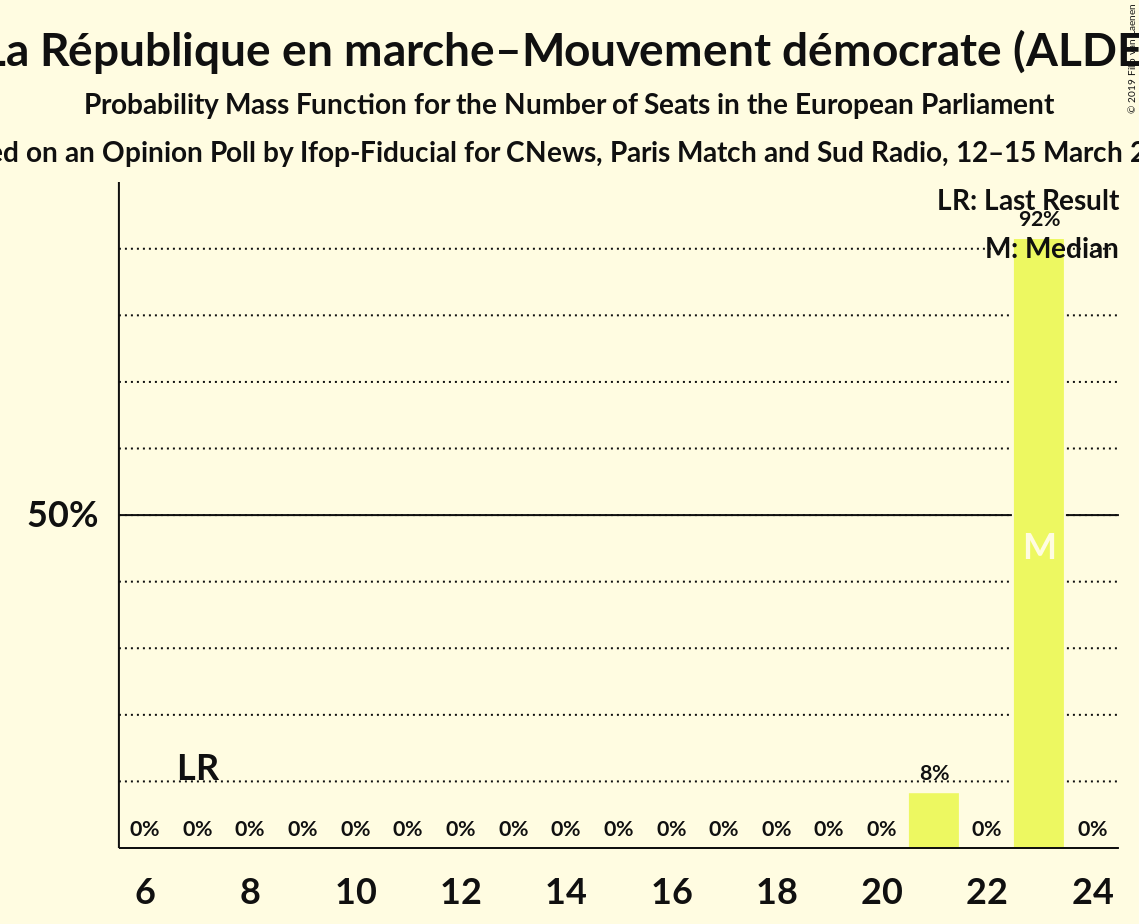 La République en marche–Mouvement démocrate (ALDE
Probability Mass Function for the Number of Seats in the European Parliament
on an Opinion Poll by Ifop-Fiducial for CNews, Paris Match and Sud Radio, 12–15 March
© 2019
LR: Last Result
92%
M: Median
50%
M
LR
8%
0% 0% 0% 0% 0% 0% 0% 0% 0% 0% 0% 0% 0% 0% 0% 0% 0%
6 8 10 12 14 16 18 20 22 24